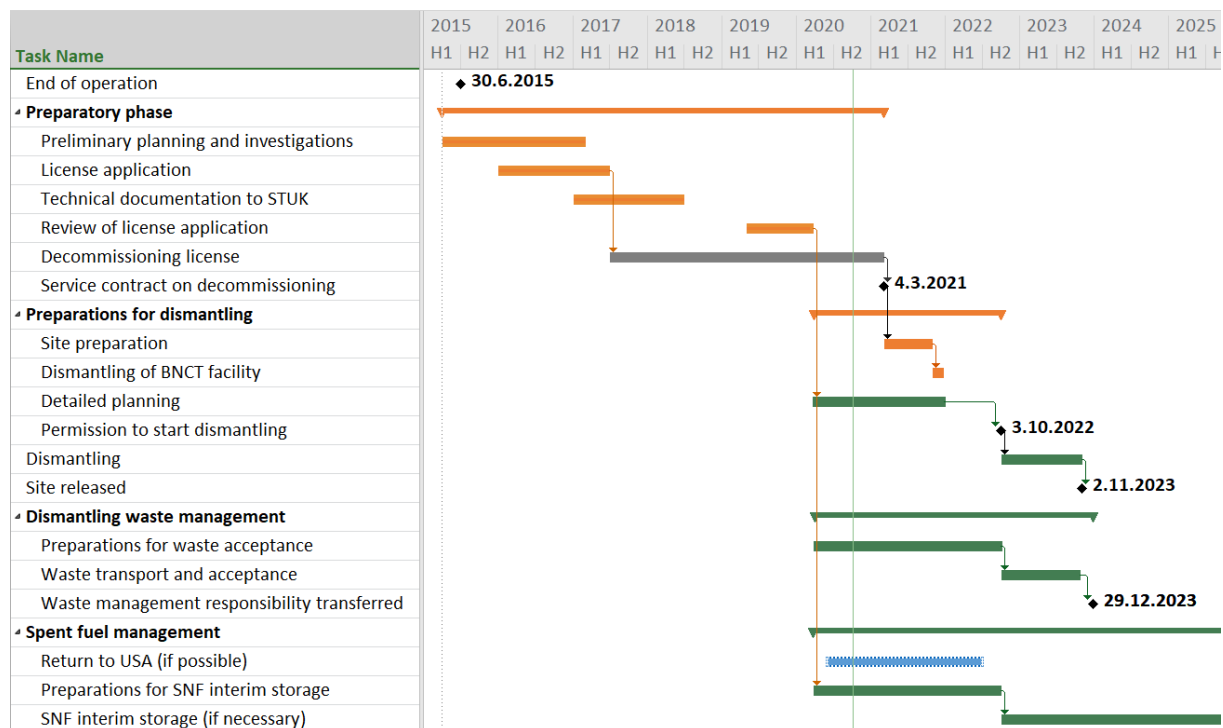 2015 2016 2017 2018 2019 2020 2021 2022 2023 2024 2025
Task Name H1 H2 H1 H2 H1 H2 H1 H2 H1 H2 H1 H2 H1 H2 H1 H2 H1 H2 H1 H2 H1
End of operation 30.6.2015
Preparatory phase
Preliminary planning and investigations
License application
Technical documentation to STUK
Review of license application
Decommissioning license
Service contract on decommissioning 4.3.2021
Preparations for dismantling
Site preparation
Dismantling of BNCT facility
Detailed planning
Permission to start dismantling 3.10.2022
Dismantling
Site released 2.11.2023
Dismantling waste management
Preparations for waste acceptance
Waste transport and acceptance
Waste management responsibility transferred 29.12.2023
Spent fuel management
Return to USA (if possible)
Preparations for SNF interim storage
SNF interim storage (if necessary)